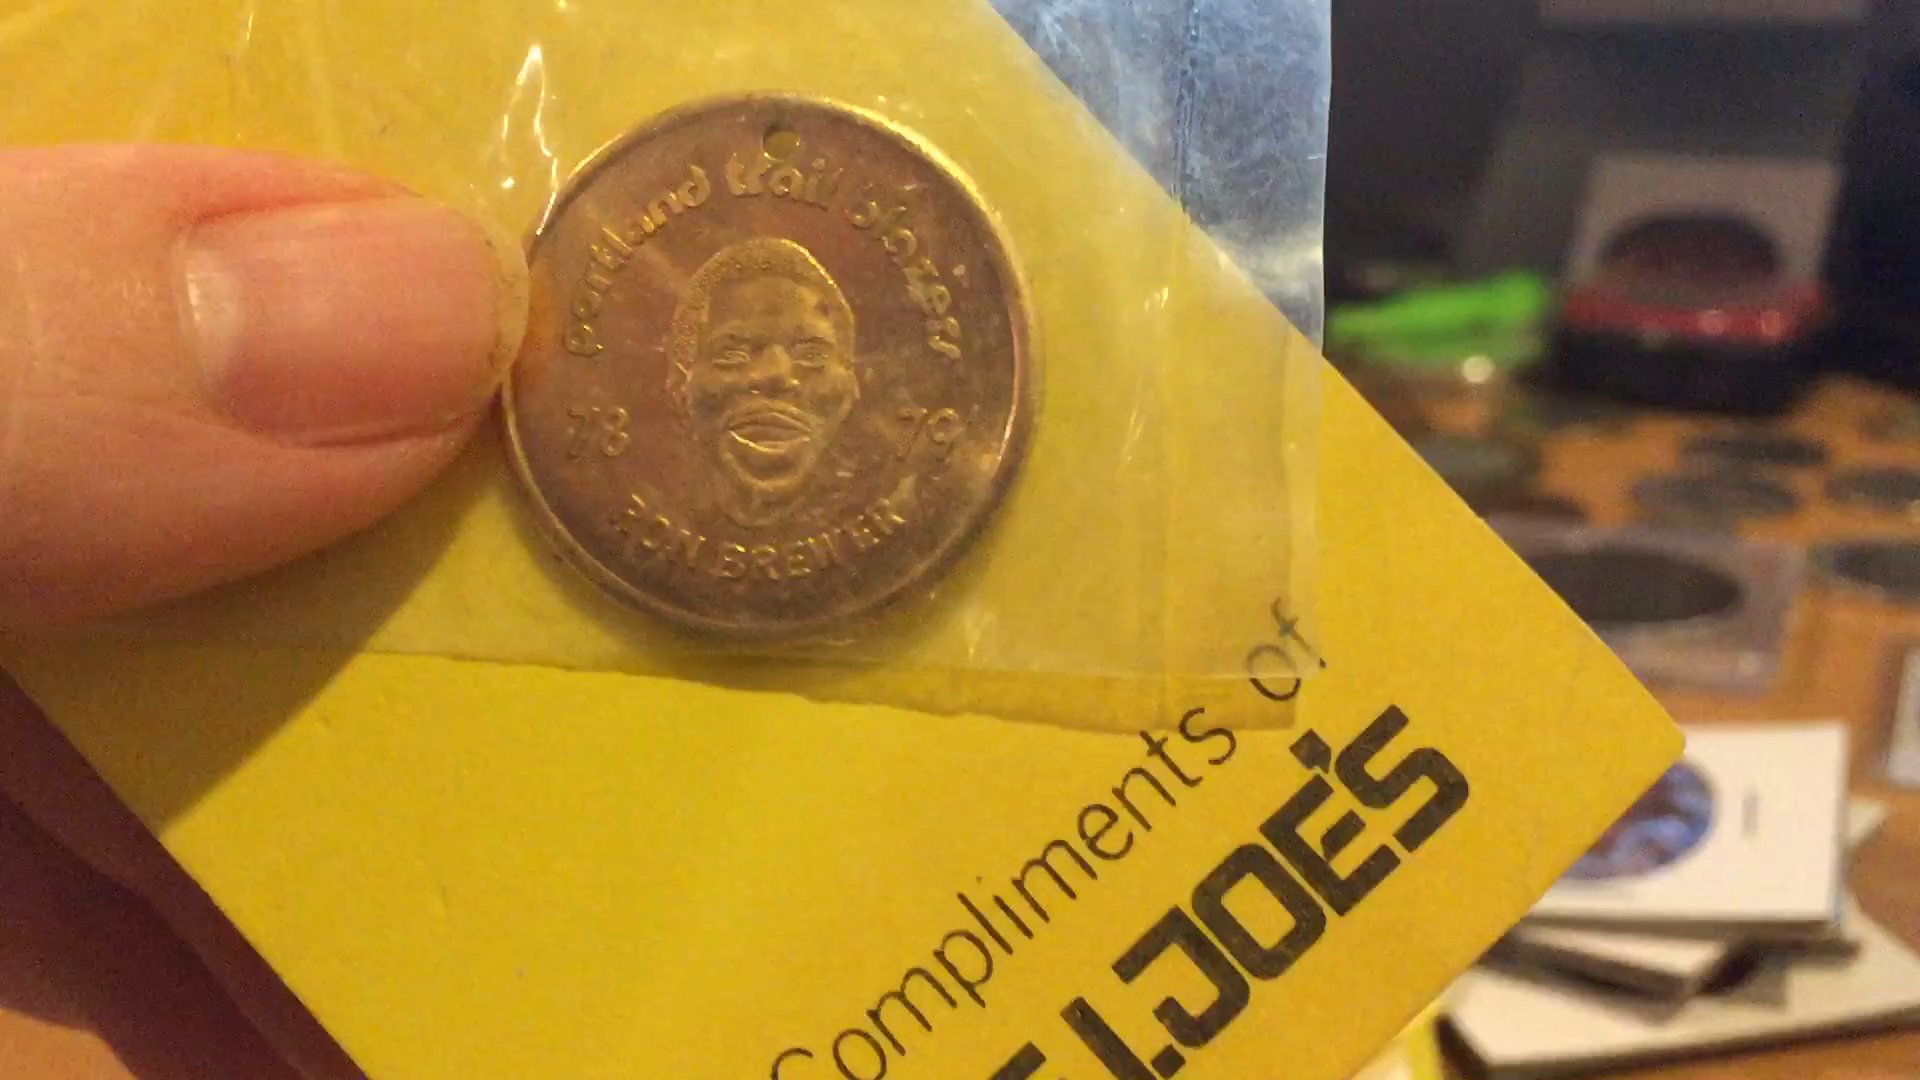 portland trail blazers
78 79
RON BREWER
Compliments of
G.I.JOE'S